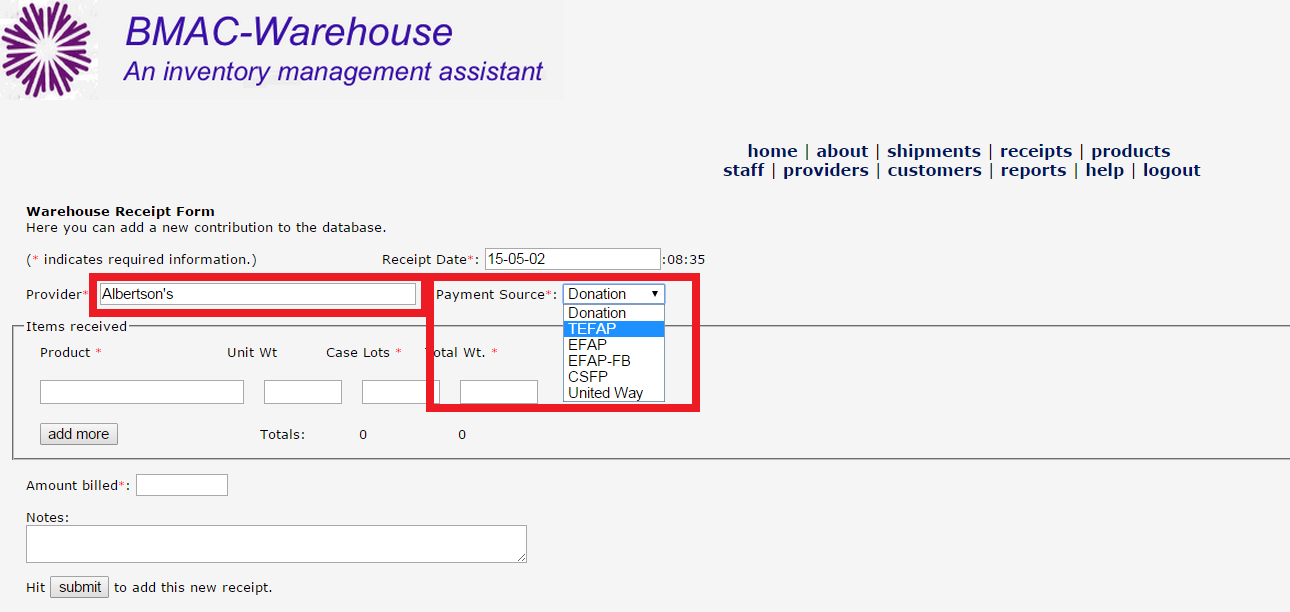 BMAC-Warehouse
An inventory management assistant
home | about | shipments | receipts | products
staff | providers | customers | reports | help | logout
Warehouse Receipt Form
Here you can add a new contribution to the database.
(* indicates required information.) Receipt Date*: 15-05-02 :08:35
Provider* Albertson's Payment Source*: Donation
Donation
TEFAP
EFAP
EFAP-FB
CSFP
United Way
Items received
Product * Unit Wt Case Lots * otal Wt. *
add more Totals: 0 0
Amount billed*:
Notes:
Hit submit to add this new receipt.